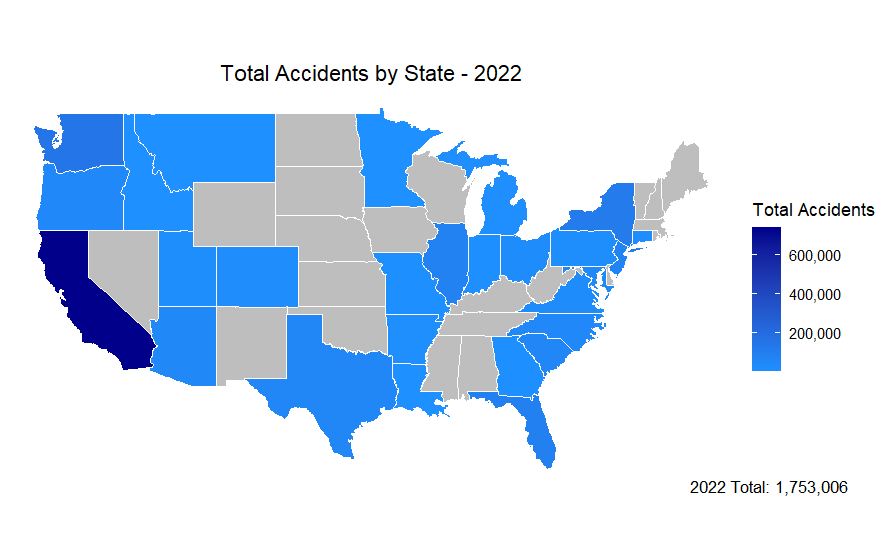 Total Accidents by State - 2022
Total Accidents
600,000
400,000
200,000
2022 Total: 1,753,006